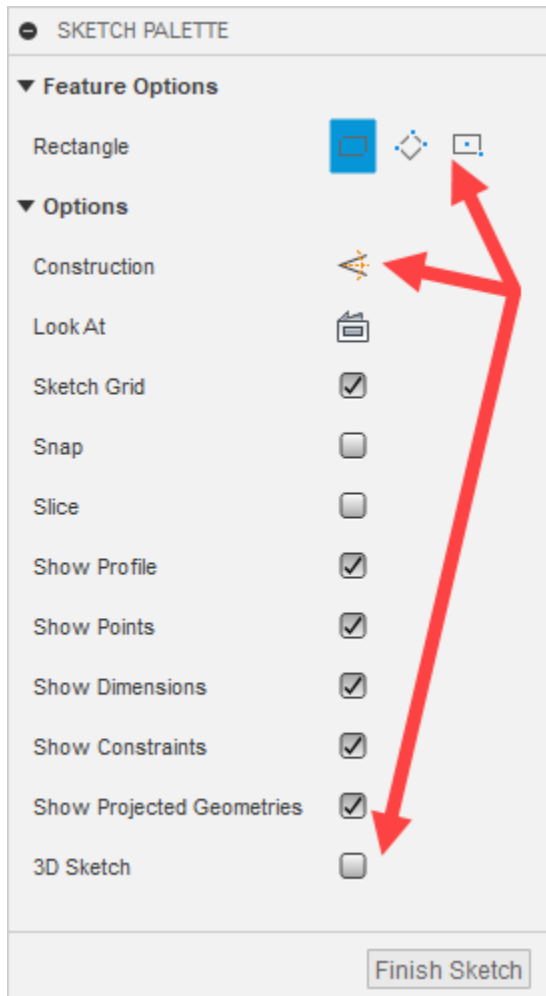 SKETCH PALETTE
Feature Options
Rectangle
Options
Construction
Look At
Sketch Grid
Snap
Slice
Show Profile
Show Points
Show Dimensions
Show Constraints
Show Projected Geometries
3D Sketch
Finish Sketch